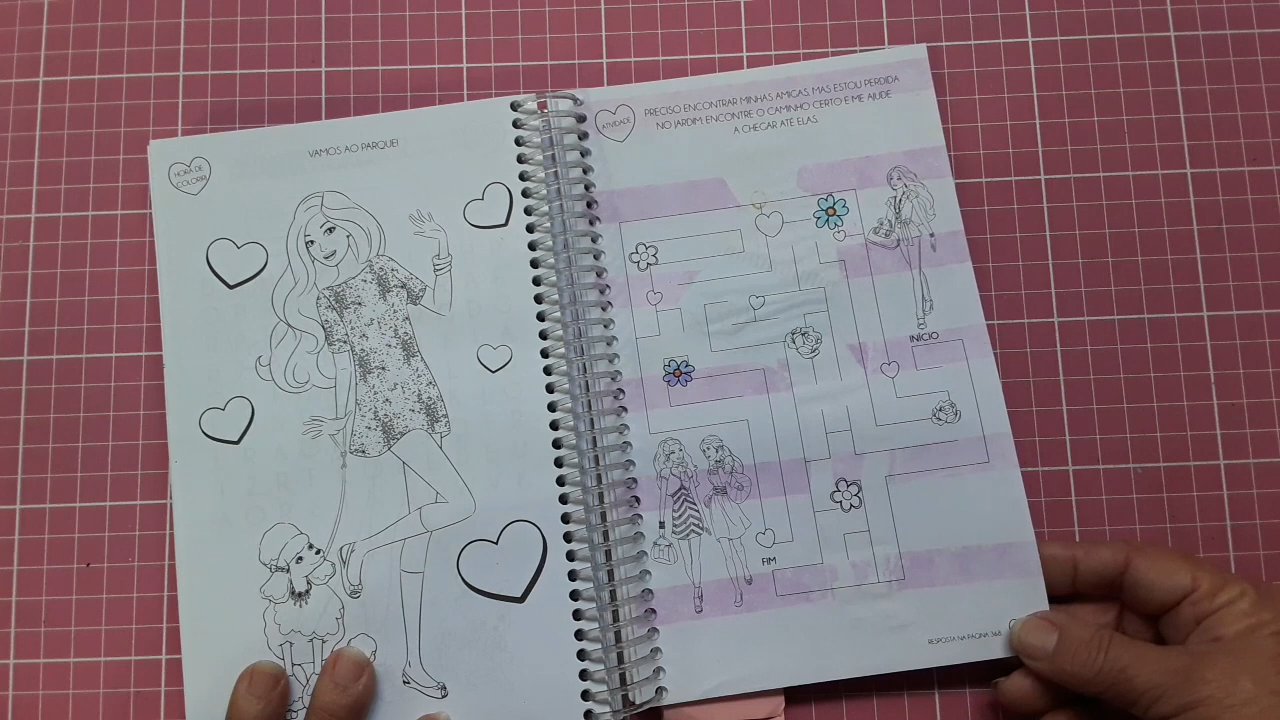 HORA DE
COLORIR
VAMOS AO PARQUE!
ATIVIDADE
PRECISO ENCONTRAR MINHAS AMIGAS, MAS ESTOU PERDIDA
NO JARDIM. ENCONTRE O CAMINHO CERTO E ME AJUDE
A CHEGAR ATÉ ELAS.
INÍCIO
FIM
RESPOSTA NA PÁGINA 368